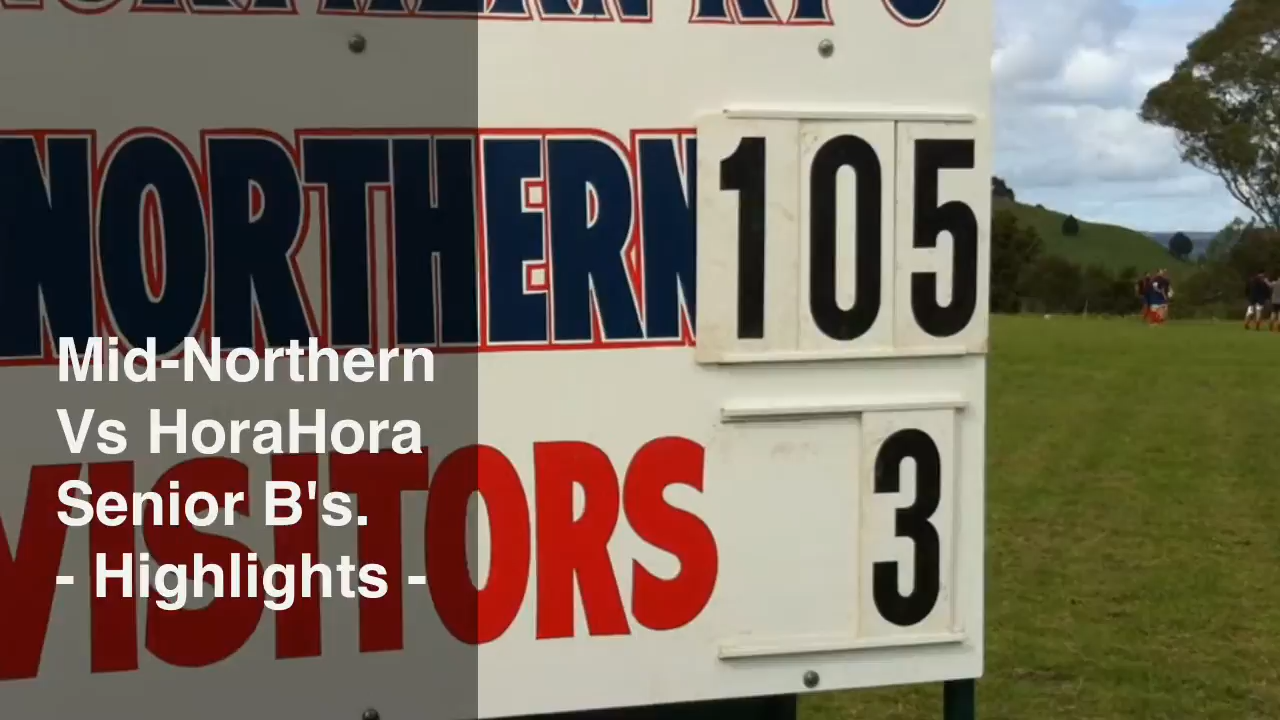 NORTHERN 105
VISITORS 3
Mid-Northern
Vs HoraHora
Senior B's.
- Highlights -